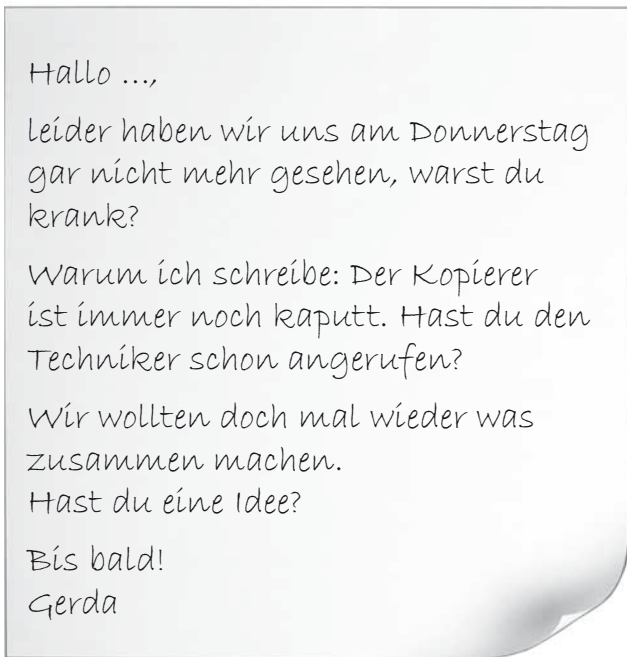 Hallo ...,
leider haben wir uns am Donnerstag
gar nicht mehr gesehen, warst du
krank?
Warum ich schreibe: Der Kopierer
ist immer noch kaputt. Hast du den
Techniker schon angerufen?
Wir wollten doch mal wieder was
zusammen machen.
Hast du eine Idee?
Bis bald!
Gerda